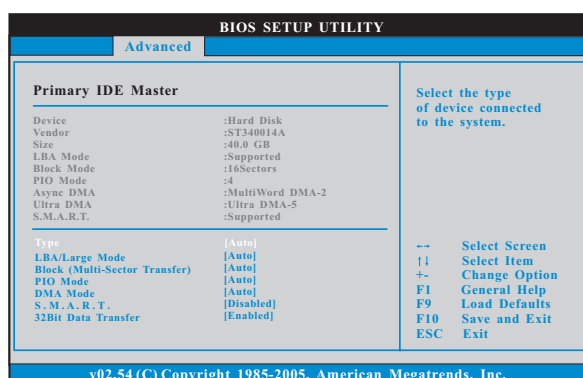 BIOS SETUP UTILITY
Advanced
Primary IDE Master
Device :Hard Disk
Vendor :ST340014A
Size :40.0 GB
LBA Mode :Supported
Block Mode :16Sectors
PIO Mode :4
Async DMA :MultiWord DMA-2
Ultra DMA :Ultra DMA-5
S.M.A.R.T. :Supported
Type [Auto]
LBA/Large Mode [Auto]
Block (Multi-Sector Transfer) [Auto]
PIO Mode [Auto]
DMA Mode [Auto]
S.M.A.R.T. [Disabled]
32Bit Data Transfer [Enabled]
Select the type
of device connected
to the system.
←→ Select Screen
↑↓ Select Item
+- Change Option
F1 General Help
F9 Load Defaults
F10 Save and Exit
ESC Exit
v02.54 (C) Copyright 1985-2005, American Megatrends, Inc.